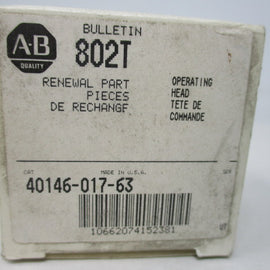 BULLETIN
A-B
QUALITY
802T
RENEWAL PART
PIECES
DE RECHANGE
OPERATING
HEAD
TETE DE
COMMANDE
CAT
MADE IN U.S.A.
SER
40146-017-63
10662074152381